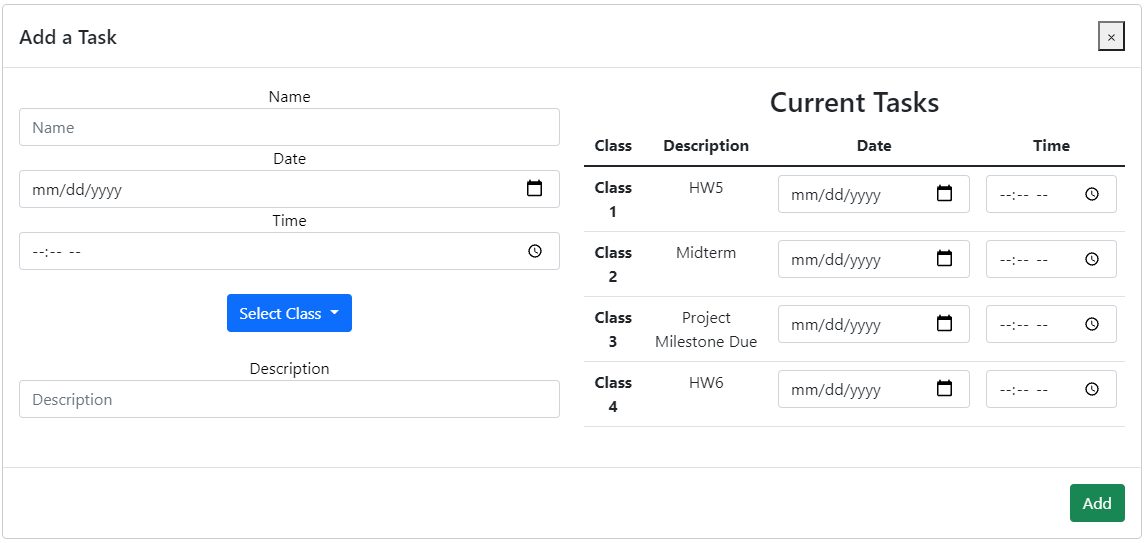 Add a Task
×
Name
Name
Date
mm/dd/yyyy
Time
--:-- --
Select Class
Description
Description
Current Tasks
Class Description Date Time
Class 1 HW5 mm/dd/yyyy --:-- --
Class 2 Midterm mm/dd/yyyy --:-- --
Class 3 Project Milestone Due mm/dd/yyyy --:-- --
Class 4 HW6 mm/dd/yyyy --:-- --
Add